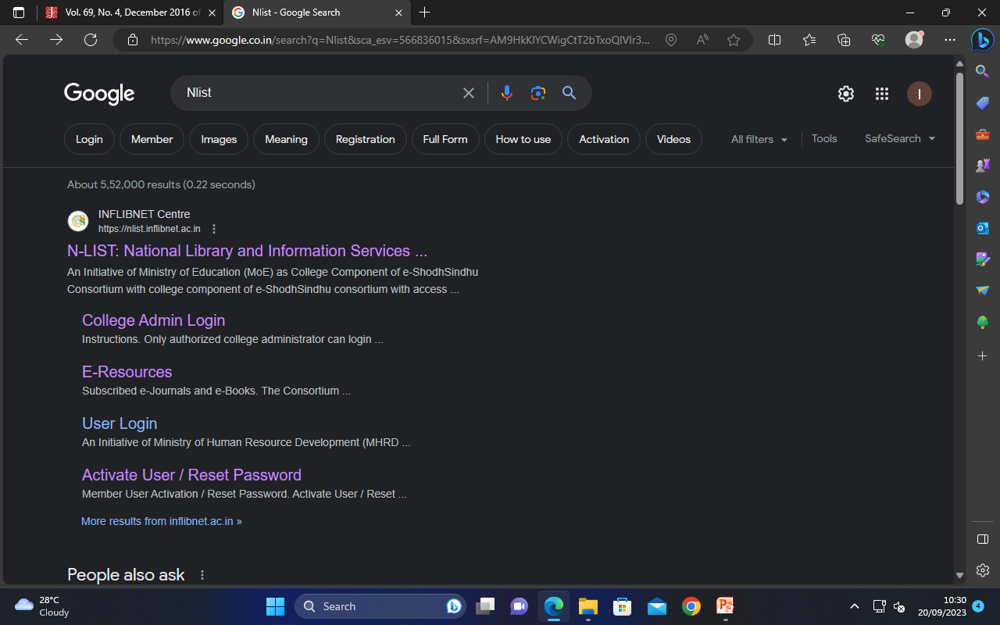 Vol. 69, No. 4, December 2016 of
Nlist - Google Search
https://www.google.co.in/search?q=Nlist&sca_esv=566836015&sxsrf=AM9HkKlYCWigCtT2bTxoQlVlr3...
Google
Nlist
I
Login
Member
Images
Meaning
Registration
Full Form
How to use
Activation
Videos
All filters
Tools
SafeSearch
About 5,52,000 results (0.22 seconds)
INFLIBNET Centre
https://nlist.inflibnet.ac.in
N-LIST: National Library and Information Services ...
An Initiative of Ministry of Education (MoE) as College Component of e-ShodhSindhu
Consortium with college component of e-ShodhSindhu consortium with access ...
College Admin Login
Instructions. Only authorized college administrator can login ...
E-Resources
Subscribed e-Journals and e-Books. The Consortium ...
User Login
An Initiative of Ministry of Human Resource Development (MHRD ...
Activate User / Reset Password
Member User Activation / Reset Password. Activate User / Reset ...
More results from inflibnet.ac.in »
People also ask
28°C
Cloudy
Search
10:30
20/09/2023
4